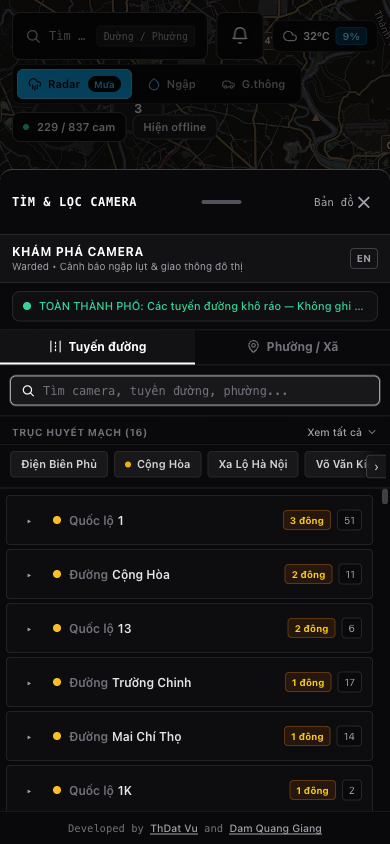 Tìm …
Đường / Phường
32°C
9%
Radar
Mưa
Ngập
G.thông
3
229 / 837 cam
Hiện offline
TÌM & LỌC CAMERA
Bản đồ
KHÁM PHÁ CAMERA
Warded • Cảnh báo ngập lụt & giao thông đô thị
EN
TOÀN THÀNH PHỐ: Các tuyến đường khô ráo — Không ghi ...
Tuyến đường
Phường / Xã
Tìm camera, tuyến đường, phường...
TRỤC HUYẾT MẠCH (16)
Xem tất cả
Điện Biên Phủ
Cộng Hòa
Xa Lộ Hà Nội
Võ Văn Ki
Quốc lộ 1
3 đông
51
Đường Cộng Hòa
2 đông
11
Quốc lộ 13
2 đông
6
Đường Trường Chinh
1 đông
17
Đường Mai Chí Thọ
1 đông
14
Quốc lộ 1K
1 đông
2
Developed by ThDat Vu and Dam Quang Giang